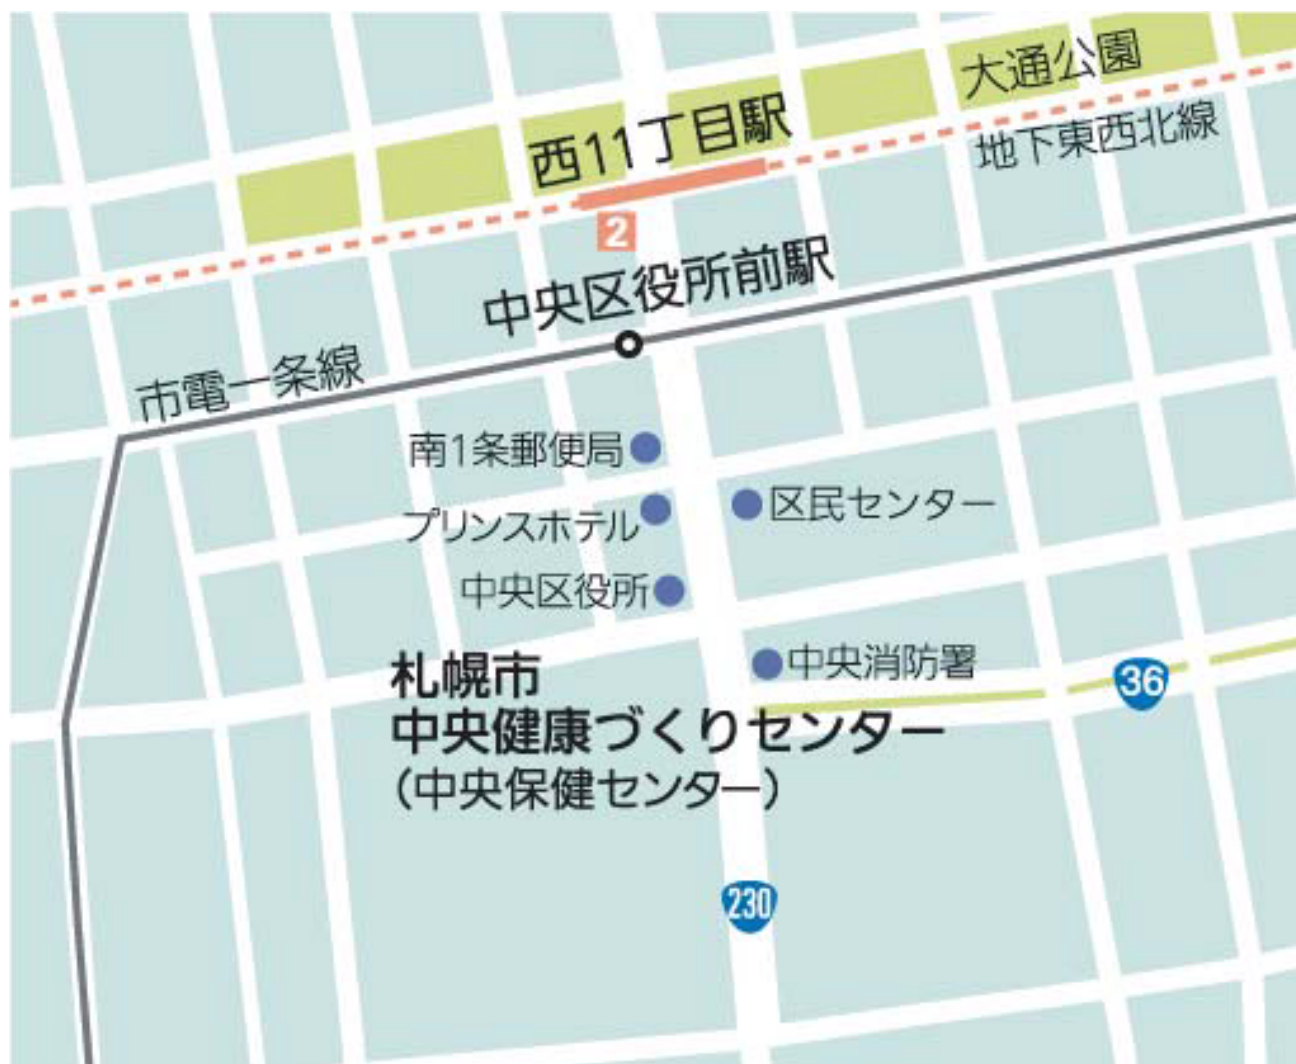 大通公園
西11丁目駅
地下東西北線
2
中央区役所前駅
市電一条線
南1条郵便局
プリンスホテル
区民センター
中央区役所
中央消防署
札幌市
中央健康づくりセンター
(中央保健センター)
36
230